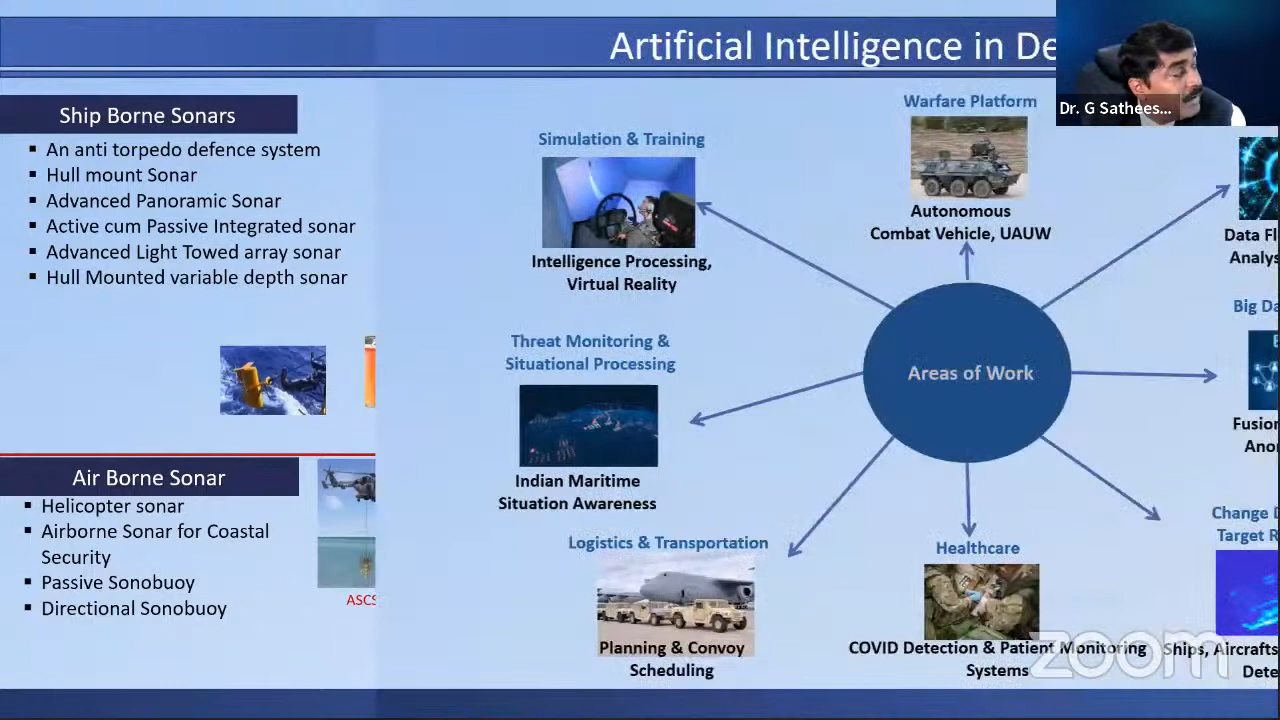 Artificial Intelligence in De
Dr. G Sathees...
Ship Borne Sonars
▪ An anti torpedo defence system
▪ Hull mount Sonar
▪ Advanced Panoramic Sonar
▪ Active cum Passive Integrated sonar
▪ Advanced Light Towed array sonar
▪ Hull Mounted variable depth sonar
Air Borne Sonar
▪ Helicopter sonar
▪ Airborne Sonar for Coastal
Security
▪ Passive Sonobuoy
▪ Directional Sonobuoy
ASCS
Simulation & Training
Intelligence Processing,
Virtual Reality
Threat Monitoring &
Situational Processing
Indian Maritime
Situation Awareness
Logistics & Transportation
Planning & Convoy
Scheduling
Warfare Platform
Autonomous
Combat Vehicle, UAUW
Areas of Work
Healthcare
COVID Detection & Patient Monitoring
Systems
Data Fl
Analys
Big Da
Fusion
Ano
Change D
Target R
Ships, Aircrafts
Dete
zoom